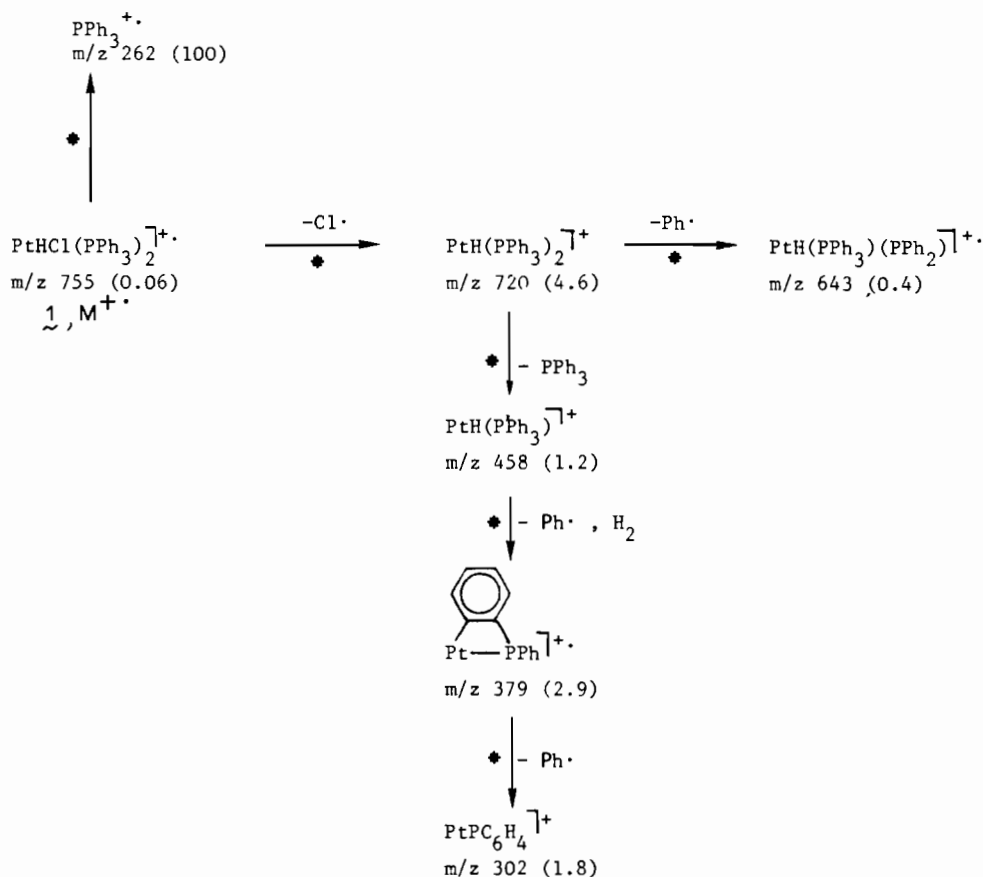 PPh₃⁺·
m/z 262 (100)
-Cl·
-Ph·
PtHCl(PPh₃)₂⁺·
PtH(PPh₃)₂⁺
PtH(PPh₃)(PPh₂)⁺·
m/z 755 (0.06)
m/z 720 (4.6)
m/z 643 (0.4)
1, M⁺·
- PPh₃
PtH(PPh₃)⁺
m/z 458 (1.2)
- Ph· , H₂
Pt PPh⁺·
m/z 379 (2.9)
- Ph·
PtPC₆H₄⁺
m/z 302 (1.8)